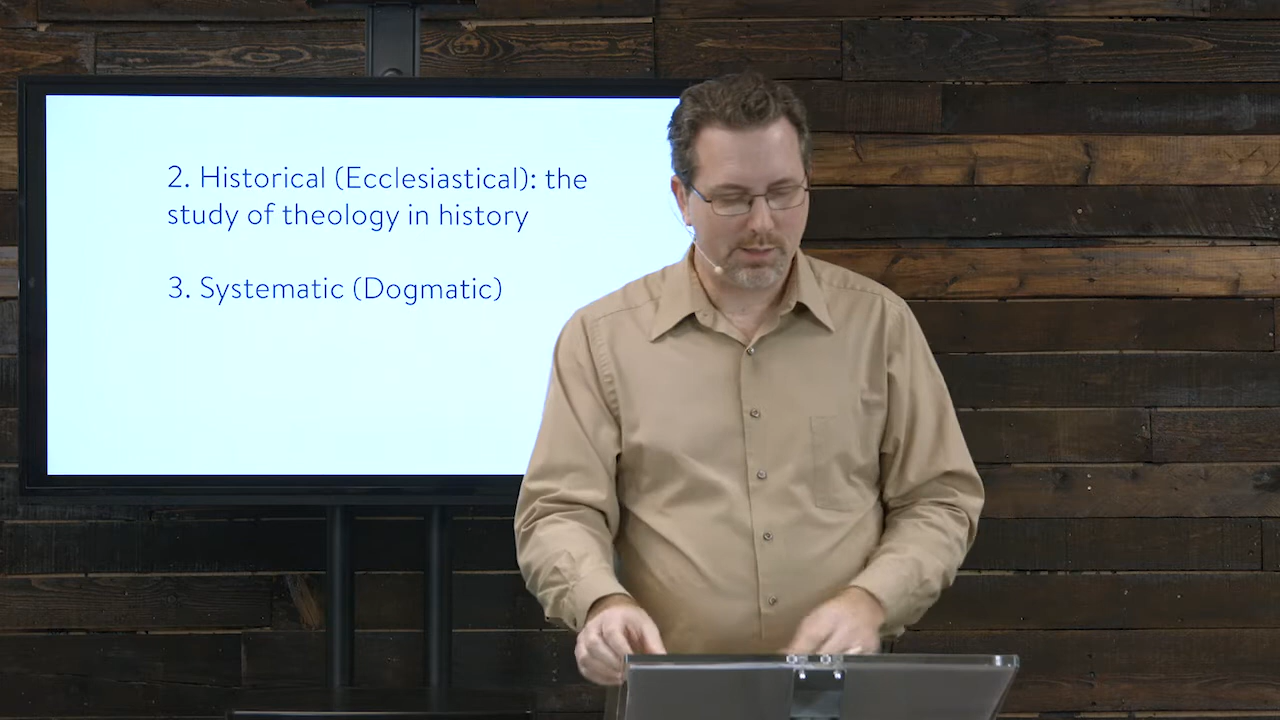 2. Historical (Ecclesiastical): the
study of theology in history
3. Systematic (Dogmatic)